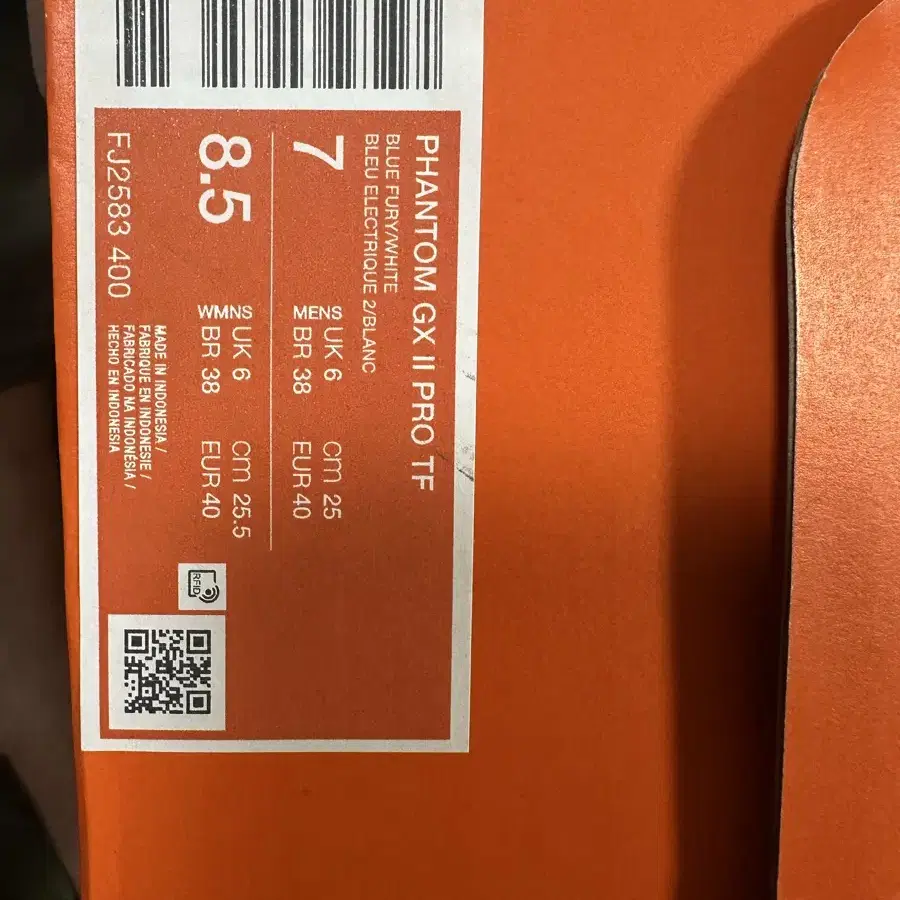 PHANTOM GX II PRO TF
BLUE FURY/WHITE
BLEU ELECTRIQUE 2/BLANC
7
MENS UK 6 CM 25
BR 38 EUR 40
8.5
WMNS UK 6 CM 25.5
BR 38 EUR 40
FJ2583 400
MADE IN INDONESIA /
FABRIQUE EN INDONESIE /
FABRICADO NA INDONÉSIA /
HECHO EN INDONESIA
RFID